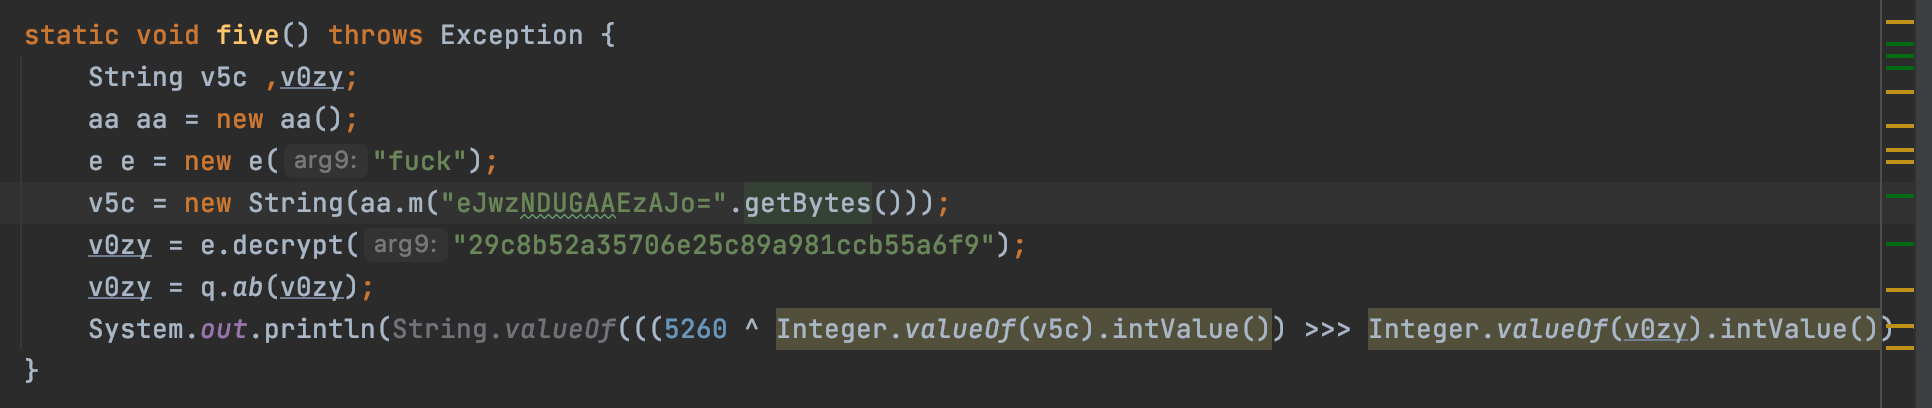 static void five() throws Exception {
String v5c ,v0zy;
aa aa = new aa();
e e = new e( arg9: "fuck");
v5c = new String(aa.m("eJwzNDUGAAEzAJo=".getBytes()));
v0zy = e.decrypt( arg9: "29c8b52a35706e25c89a981ccb55a6f9");
v0zy = q.ab(v0zy);
System.out.println(String.valueOf(((5260 ^ Integer.valueOf(v5c).intValue()) >>> Integer.valueOf(v0zy).intValue())
}